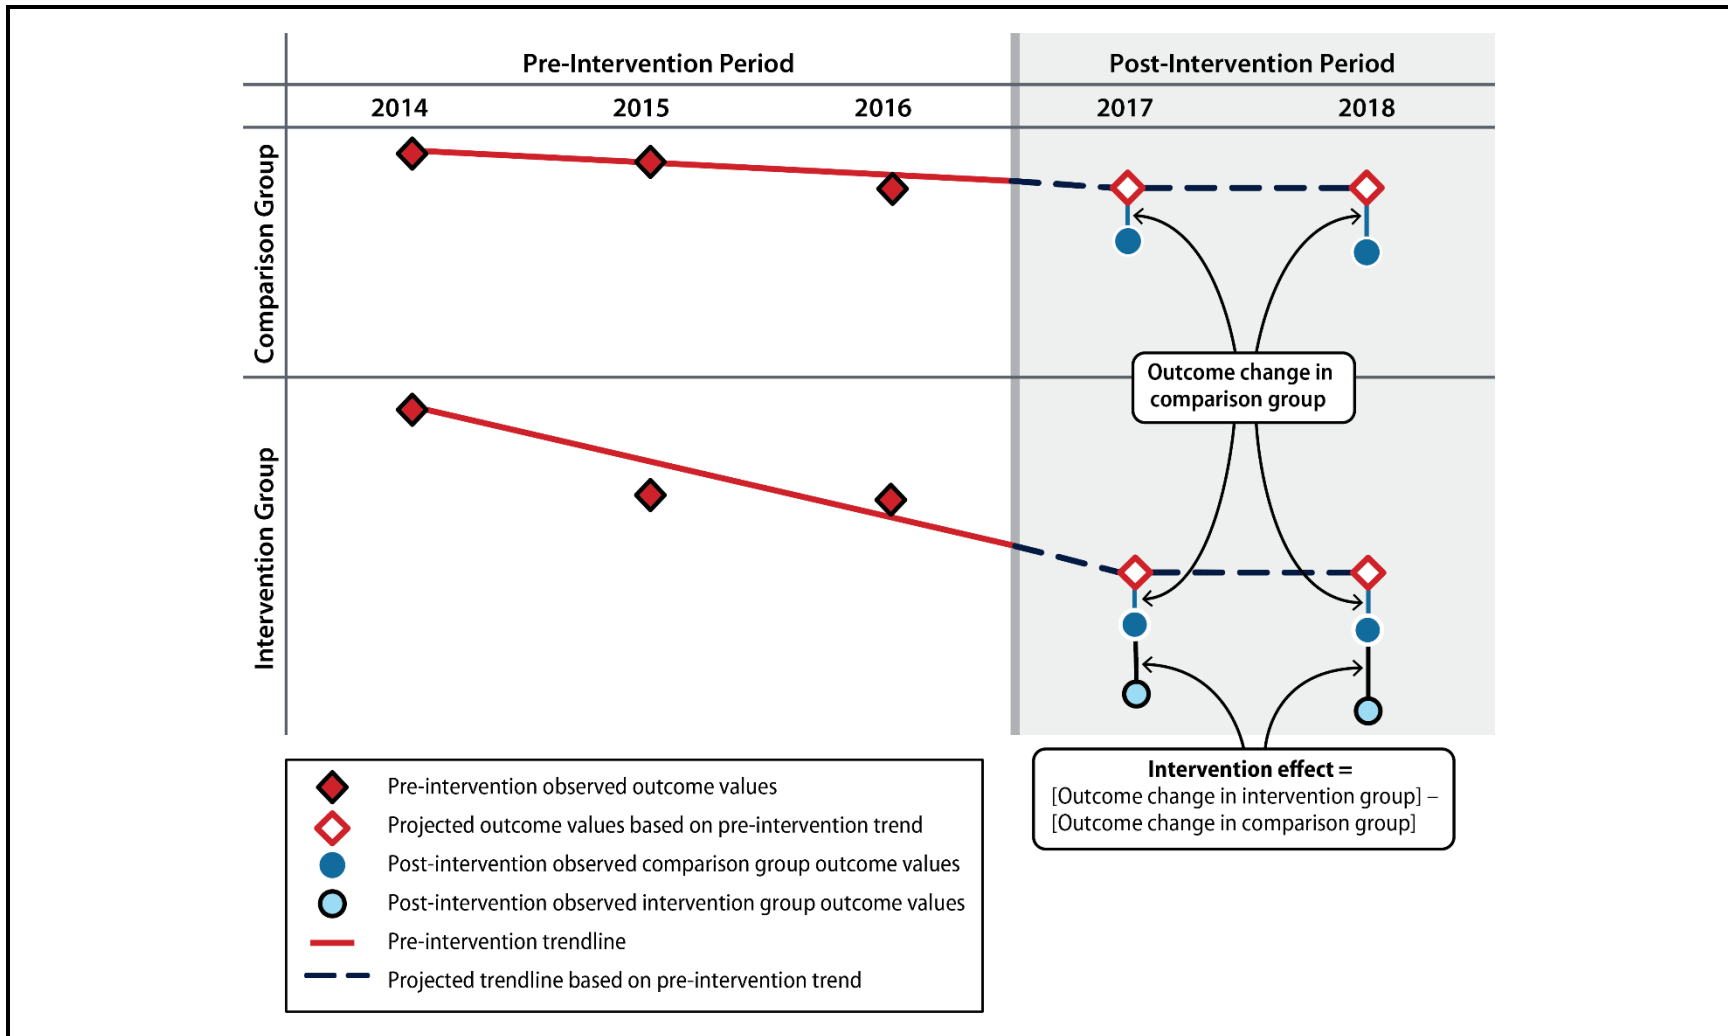 Pre-Intervention Period
Post-Intervention Period
2014
2015
2016
2017
2018
Comparison Group
Outcome change in
comparison group
Intervention Group
Pre-intervention observed outcome values
Projected outcome values based on pre-intervention trend
Post-intervention observed comparison group outcome values
Post-intervention observed intervention group outcome values
Pre-intervention trendline
Projected trendline based on pre-intervention trend
Intervention effect =
[Outcome change in intervention group] –
[Outcome change in comparison group]